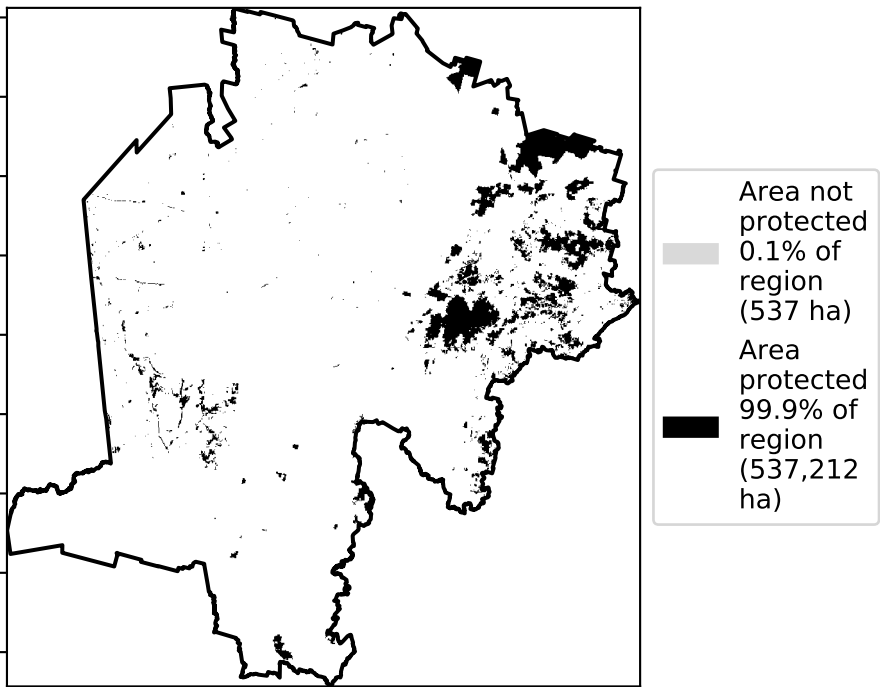 Area not
protected
0.1% of
region
(537 ha)
Area
protected
99.9% of
region
(537,212
ha)